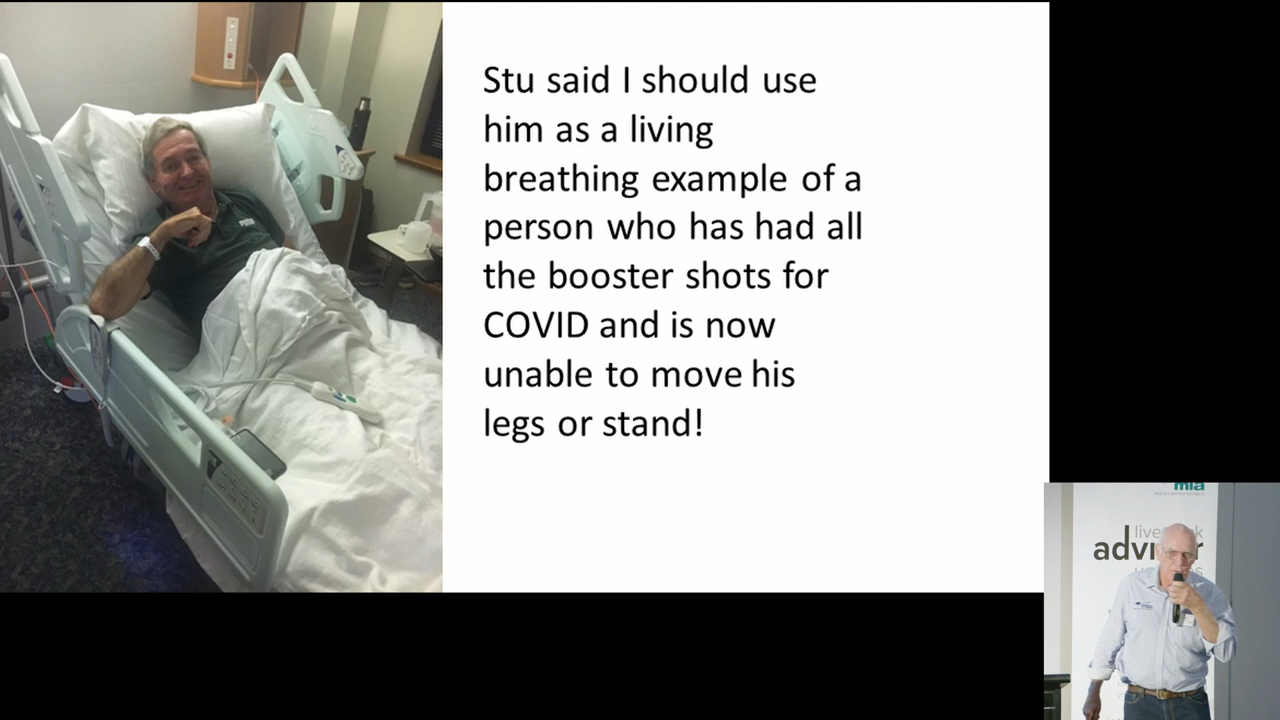 Stu said I should use
him as a living
breathing example of a
person who has had all
the booster shots for
COVID and is now
unable to move his
legs or stand!
mla